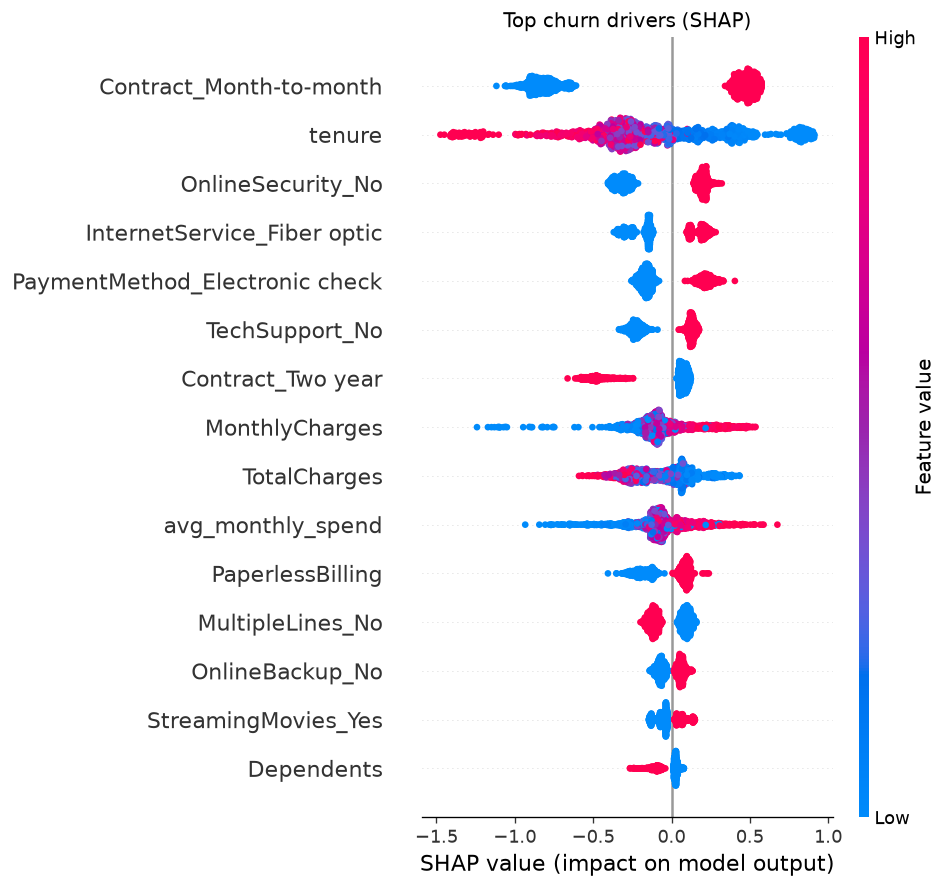 Top churn drivers (SHAP)
High
Contract_Month-to-month
tenure
OnlineSecurity_No
InternetService_Fiber optic
PaymentMethod_Electronic check
TechSupport_No
Contract_Two year
MonthlyCharges
TotalCharges
avg_monthly_spend
PaperlessBilling
MultipleLines_No
OnlineBackup_No
StreamingMovies_Yes
Dependents
Feature value
Low
−1.5 −1.0 −0.5 0.0 0.5 1.0
SHAP value (impact on model output)